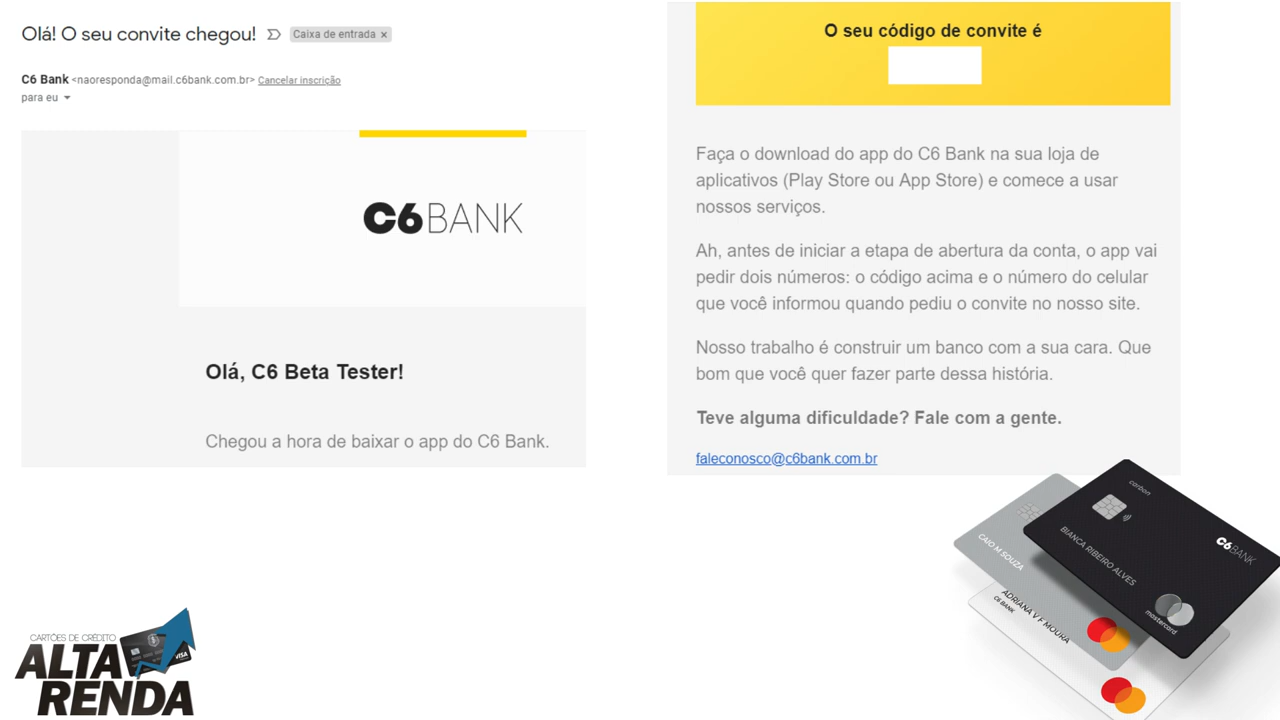 Olá! O seu convite chegou!
Caixa de entrada ×
C6 Bank <naoresponda@mail.c6bank.com.br> Cancelar inscrição
para eu
C6BANK
Olá, C6 Beta Tester!
Chegou a hora de baixar o app do C6 Bank.
O seu código de convite é
Faça o download do app do C6 Bank na sua loja de
aplicativos (Play Store ou App Store) e comece a usar
nossos serviços.
Ah, antes de iniciar a etapa de abertura da conta, o app vai
pedir dois números: o código acima e o número do celular
que você informou quando pediu o convite no nosso site.
Nosso trabalho é construir um banco com a sua cara. Que
bom que você quer fazer parte dessa história.
Teve alguma dificuldade? Fale com a gente.
faleconosco@c6bank.com.br
carbon
C6BANK
BIANCA RIBEIRO ALVES
mastercard
CAIO M SOUZA
ADRIANA V F MOURA
C6 BANK
CARTÕES DE CRÉDITO
ALTA
RENDA
VISA